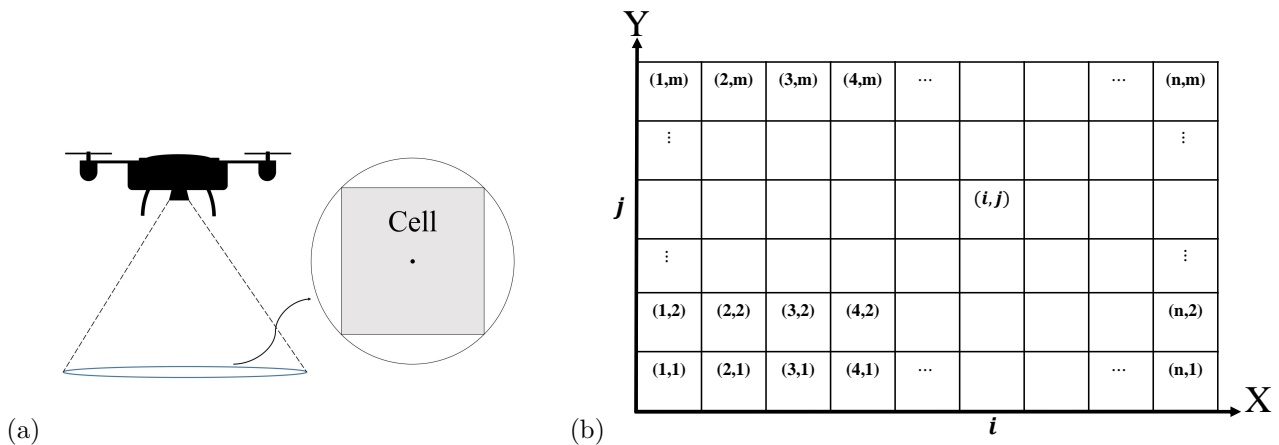 Cell
(a)
Y
(1,m) (2,m) (3,m) (4,m) ... ... (n,m)
⋮ ⋮
j (i,j)
⋮ ⋮
(1,2) (2,2) (3,2) (4,2) (n,2)
(1,1) (2,1) (3,1) (4,1) ... ... (n,1)
X
i
(b)